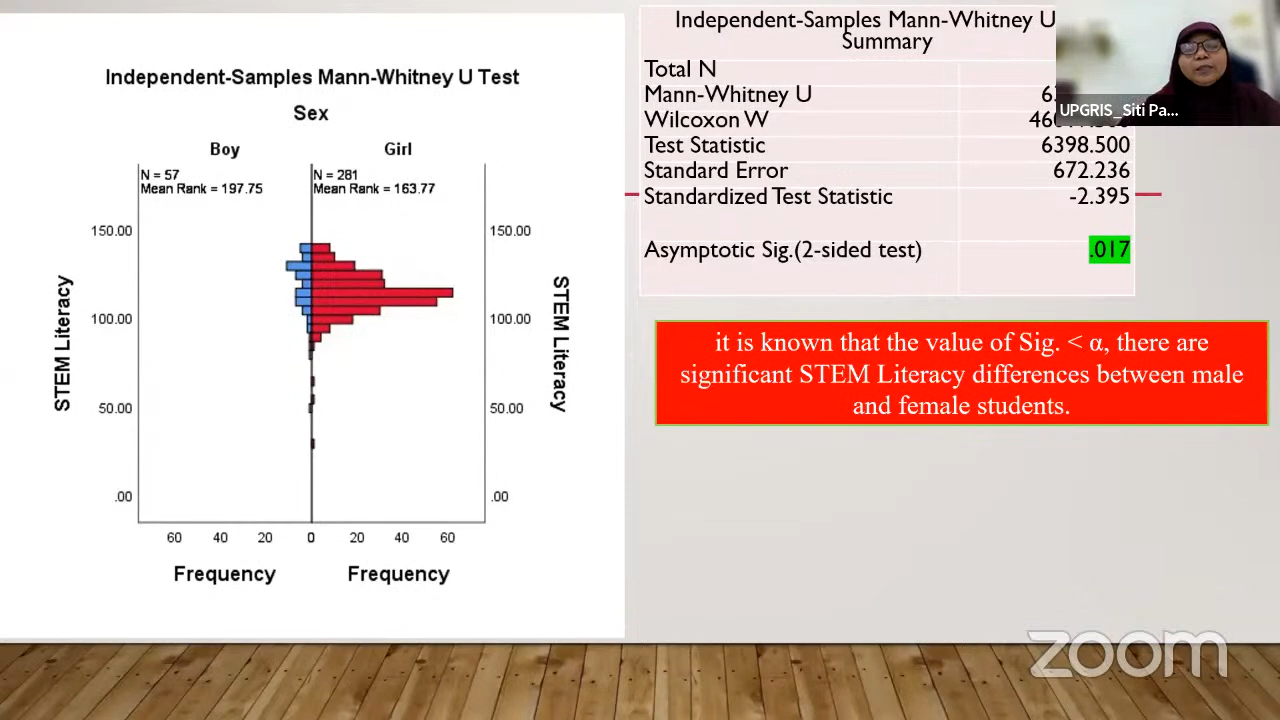 Independent-Samples Mann-Whitney U Test
Sex
Boy
Girl
N = 57
Mean Rank = 197.75
N = 281
Mean Rank = 163.77
150.00
100.00
50.00
.00
STEM Literacy
150.00
100.00
50.00
.00
STEM Literacy
60 40 20 0 20 40 60
Frequency
Frequency
Independent-Samples Mann-Whitney U
Summary
Total N
Mann-Whitney U
Wilcoxon W
Test Statistic 6398.500
Standard Error 672.236
Standardized Test Statistic -2.395
Asymptotic Sig.(2-sided test) .017
UPGRIS_Siti Pa...
it is known that the value of Sig. < α, there are
significant STEM Literacy differences between male
and female students.
zoom